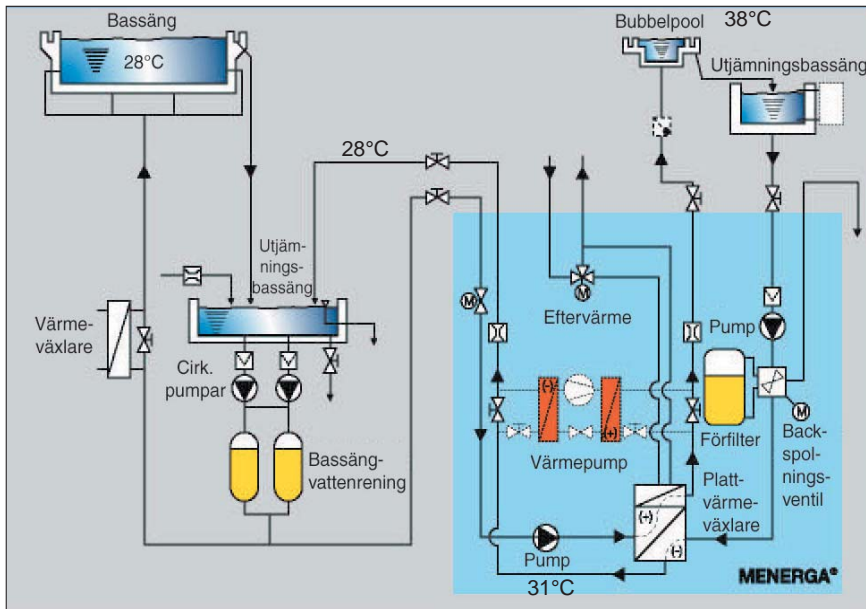 Bassäng
28°C
Bubbelpool
38°C
Utjämningsbassäng
28°C
Utjäm-
nings-
bassäng
Värme-
växlare
Cirk.
pumpar
Bassäng-
vattenrening
M
Eftervärme
M
Pump
(-)
(+)
Värmepump
Förfilter
M
Back-
spol-
nings-
ventil
Platt-
värme-
växlare
(+)
(-)
Pump
31°C
MENERGA®